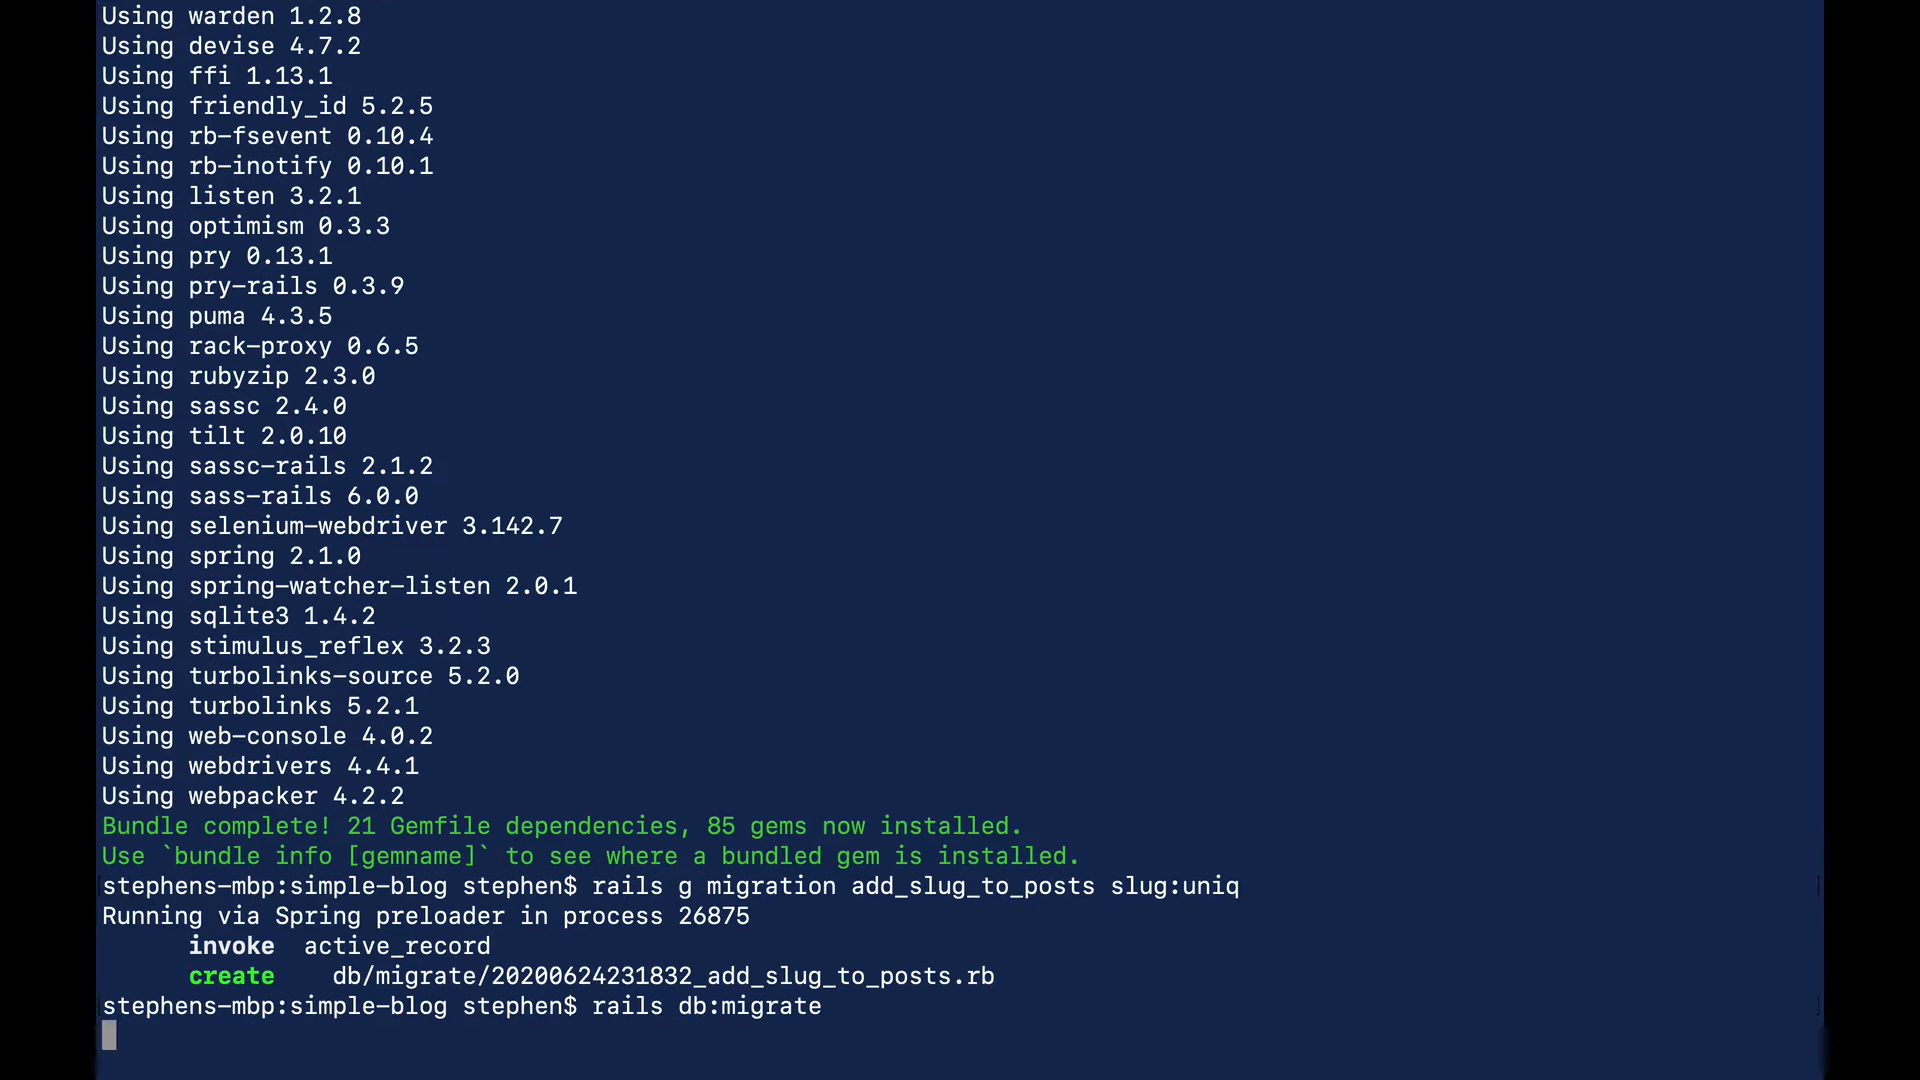 Using warden 1.2.8
Using devise 4.7.2
Using ffi 1.13.1
Using friendly_id 5.2.5
Using rb-fsevent 0.10.4
Using rb-inotify 0.10.1
Using listen 3.2.1
Using optimism 0.3.3
Using pry 0.13.1
Using pry-rails 0.3.9
Using puma 4.3.5
Using rack-proxy 0.6.5
Using rubyzip 2.3.0
Using sassc 2.4.0
Using tilt 2.0.10
Using sassc-rails 2.1.2
Using sass-rails 6.0.0
Using selenium-webdriver 3.142.7
Using spring 2.1.0
Using spring-watcher-listen 2.0.1
Using sqlite3 1.4.2
Using stimulus_reflex 3.2.3
Using turbolinks-source 5.2.0
Using turbolinks 5.2.1
Using web-console 4.0.2
Using webdrivers 4.4.1
Using webpacker 4.2.2
Bundle complete! 21 Gemfile dependencies, 85 gems now installed.
Use `bundle info [gemname]` to see where a bundled gem is installed.
stephens-mbp:simple-blog stephen$ rails g migration add_slug_to_posts slug:uniq
Running via Spring preloader in process 26875
invoke active_record
create db/migrate/20200624231832_add_slug_to_posts.rb
stephens-mbp:simple-blog stephen$ rails db:migrate